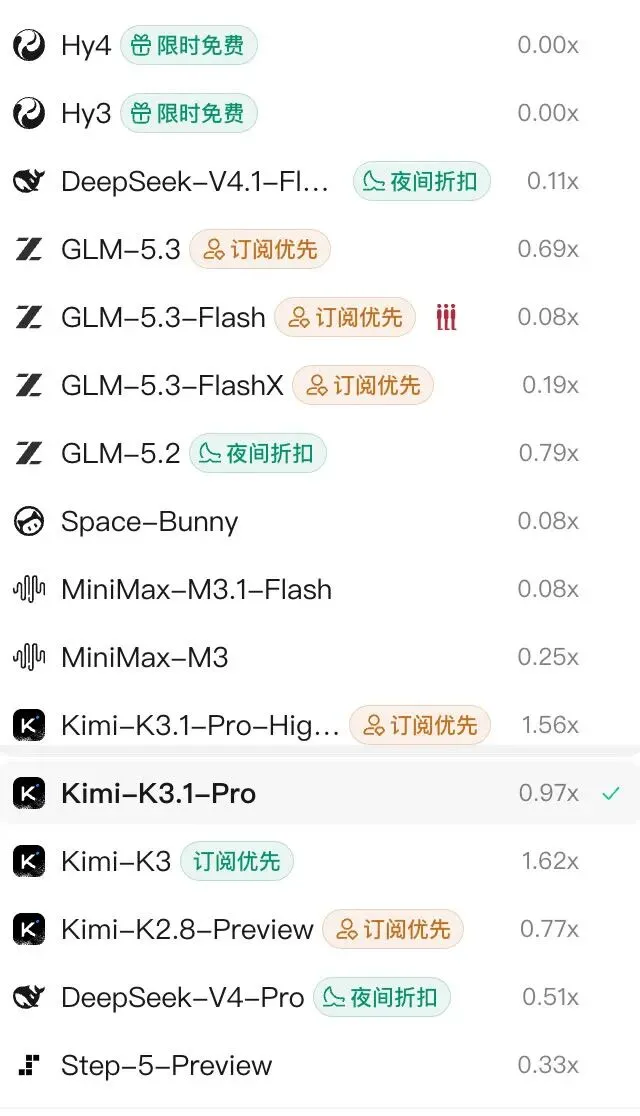 Hy4 限时免费 0.00x
Hy3 限时免费 0.00x
DeepSeek–V4.1–Fl... 夜间折扣 0.11x
GLM–5.3 订阅优先 0.69x
GLM–5.3–Flash 订阅优先 0.08x
GLM–5.3–FlashX 订阅优先 0.19x
GLM–5.2 夜间折扣 0.79x
Space–Bunny 0.08x
MiniMax–M3.1–Flash 0.08x
MiniMax–M3 0.25x
Kimi–K3.1–Pro–Hig... 订阅优先 1.56x
Kimi–K3.1–Pro 0.97x
Kimi–K3 订阅优先 1.62x
Kimi–K2.8–Preview 订阅优先 0.77x
DeepSeek–V4–Pro 夜间折扣 0.51x
Step–5–Preview 0.33x